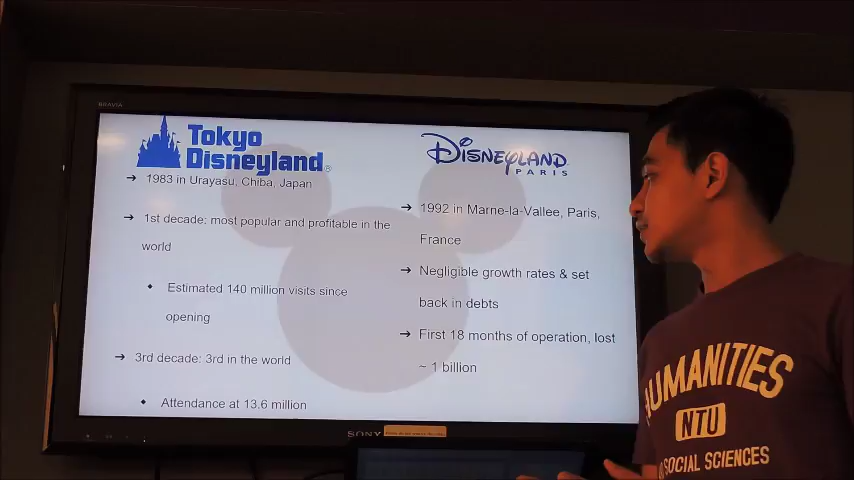 BRAVIA
Tokyo
Disneyland®
→ 1983 in Urayasu, Chiba, Japan
→ 1st decade: most popular and profitable in the
world
• Estimated 140 million visits since
opening
→ 3rd decade: 3rd in the world
• Attendance at 13.6 million
DISNEYLAND
PARIS
→ 1992 in Marne-la-Vallee, Paris,
France
→ Negligible growth rates & set
back in debts
→ First 18 months of operation, lost
~ 1 billion
SONY
HUMANITIES
NTU
SOCIAL SCIENCES